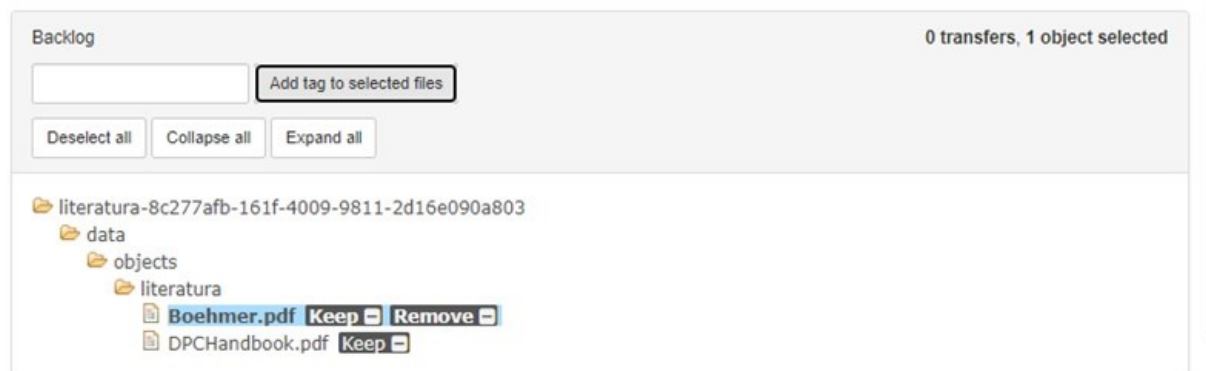 Backlog 0 transfers, 1 object selected
Add tag to selected files
Deselect all Collapse all Expand all
literatura-8c277afb-161f-4009-9811-2d16e090a803
data
objects
literatura
Boehmer.pdf Keep Remove
DPCHandbook.pdf Keep